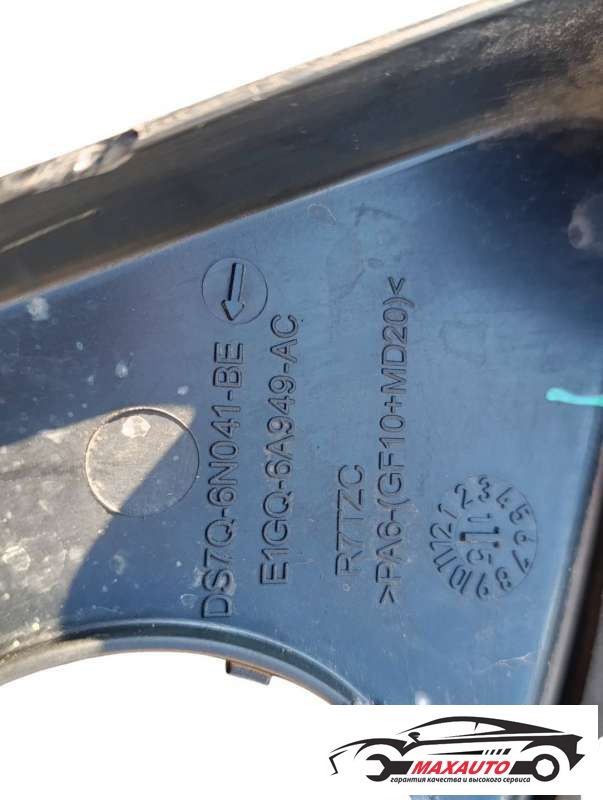 DS7Q-6N041-BE
E1GQ-6A949-AC
R7TZC
>PA6-(GF10+MD20)<
1 2 3 4 5 6 7 8 9 10 11 12
MAXAUTO
гарантия качества и высокого сервиса